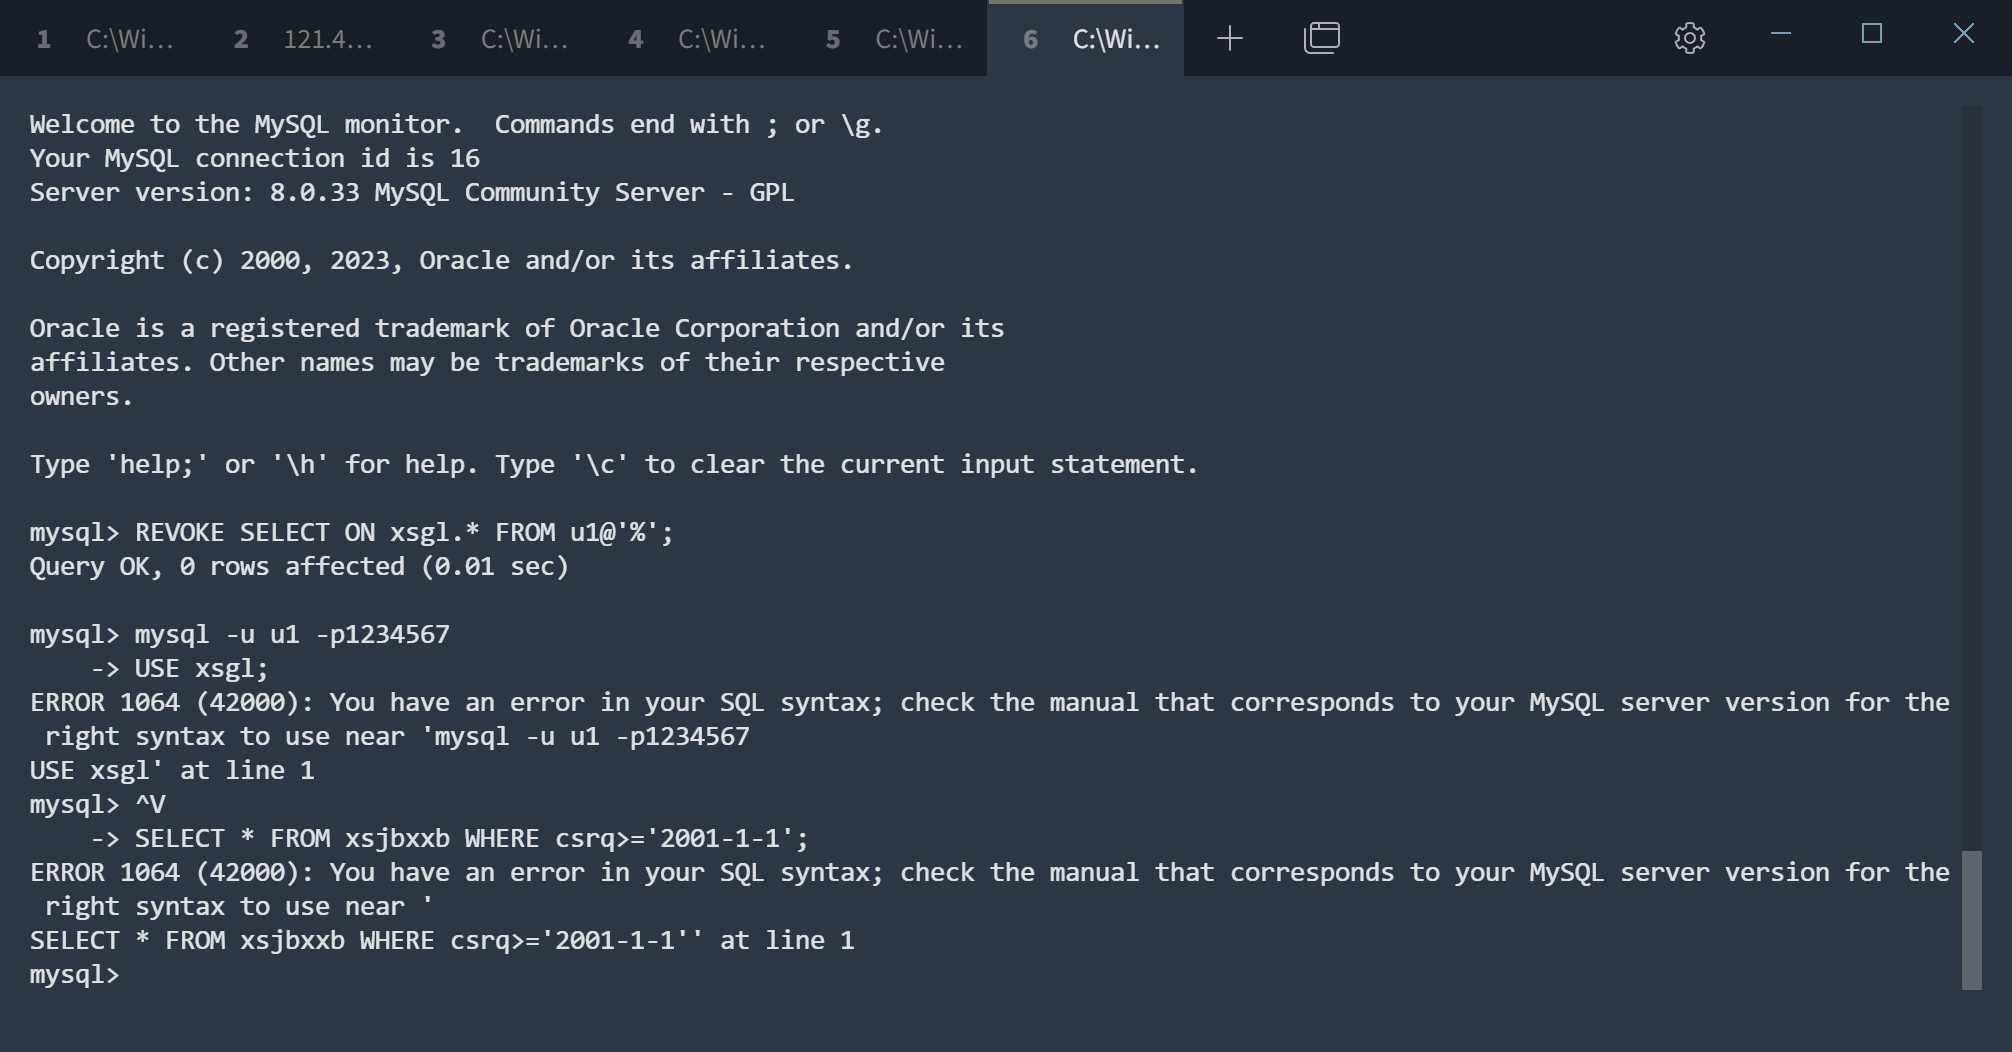 1 C:\Wi... 2 121.4... 3 C:\Wi... 4 C:\Wi... 5 C:\Wi... 6 C:\Wi...
Welcome to the MySQL monitor.  Commands end with ; or \g.
Your MySQL connection id is 16
Server version: 8.0.33 MySQL Community Server - GPL
Copyright (c) 2000, 2023, Oracle and/or its affiliates.
Oracle is a registered trademark of Oracle Corporation and/or its
affiliates. Other names may be trademarks of their respective
owners.
Type 'help;' or '\h' for help. Type '\c' to clear the current input statement.
mysql> REVOKE SELECT ON xsgl.* FROM u1@'%';
Query OK, 0 rows affected (0.01 sec)
mysql> mysql -u u1 -p1234567
    -> USE xsgl;
ERROR 1064 (42000): You have an error in your SQL syntax; check the manual that corresponds to your MySQL server version for the
 right syntax to use near 'mysql -u u1 -p1234567
USE xsgl' at line 1
mysql> ^V
    -> SELECT * FROM xsjbxxb WHERE csrq>='2001-1-1';
ERROR 1064 (42000): You have an error in your SQL syntax; check the manual that corresponds to your MySQL server version for the
 right syntax to use near '
SELECT * FROM xsjbxxb WHERE csrq>='2001-1-1'' at line 1
mysql>